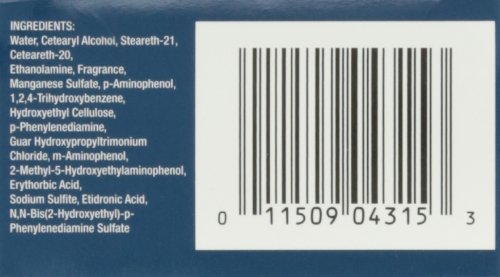 INGREDIENTS:
Water, Cetearyl Alcohol, Steareth-21,
Ceteareth-20,
Ethanolamine, Fragrance,
Manganese Sulfate, p-Aminophenol,
1,2,4-Trihydroxybenzene,
Hydroxyethyl Cellulose,
p-Phenylenediamine,
Guar Hydroxypropyltrimonium
Chloride, m-Aminophenol,
2-Methyl-5-Hydroxyethylaminophenol,
Erythorbic Acid,
Sodium Sulfite, Etidronic Acid,
N,N-Bis(2-Hydroxyethyl)-p-
Phenylenediamine Sulfate
0 11509 04315 3